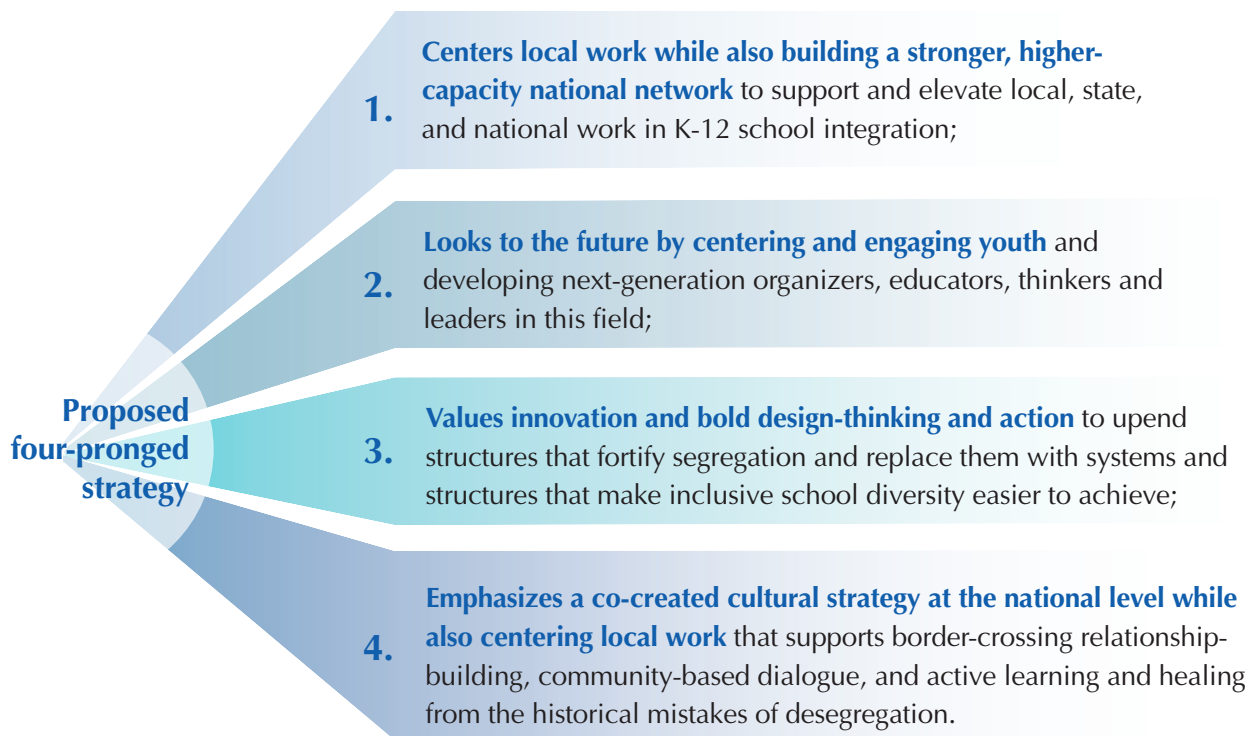 Proposed
four-pronged
strategy
1.
Centers local work while also building a stronger, higher-
capacity national network to support and elevate local, state,
and national work in K-12 school integration;
2.
Looks to the future by centering and engaging youth and
developing next-generation organizers, educators, thinkers and
leaders in this field;
3.
Values innovation and bold design-thinking and action to upend
structures that fortify segregation and replace them with systems and
structures that make inclusive school diversity easier to achieve;
4.
Emphasizes a co-created cultural strategy at the national level while
also centering local work that supports border-crossing relationship-
building, community-based dialogue, and active learning and healing
from the historical mistakes of desegregation.